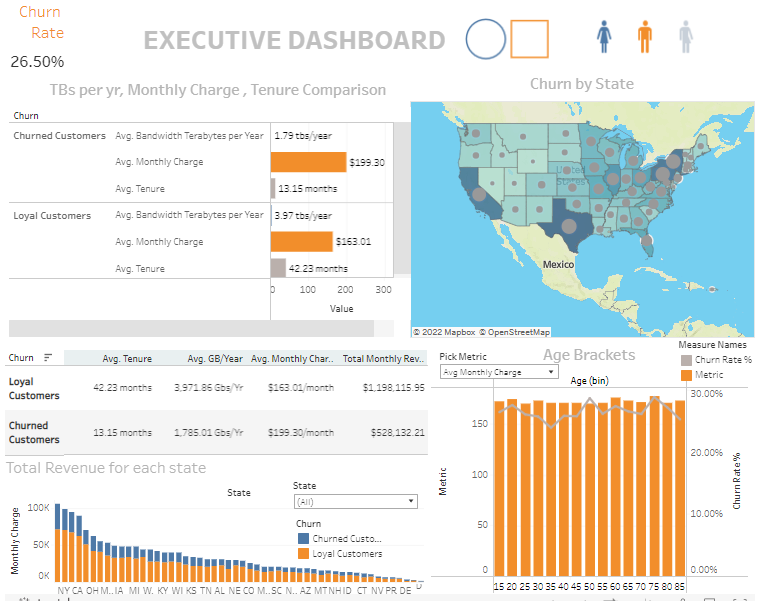 Churn
Rate
26.50%
EXECUTIVE DASHBOARD
TBs per yr, Monthly Charge , Tenure Comparison
Churn
Churned Customers
Avg. Bandwidth Terabytes per Year
1.79 tbs/year
Avg. Monthly Charge
$199.30
Avg. Tenure
13.15 months
Loyal Customers
Avg. Bandwidth Terabytes per Year
3.97 tbs/year
Avg. Monthly Charge
$163.01
Avg. Tenure
42.23 months
0 100 200 300
Value
Churn by State
United
States
Mexico
© 2022 Mapbox © OpenStreetMap
Churn Avg. Tenure Avg. GB/Year Avg. Monthly Char.. Total Monthly Rev..
Loyal
Customers
42.23 months 3,971.86 Gbs/Yr $163.01/month $1,198,115.95
Churned
Customers
13.15 months 1,785.01 Gbs/Yr $199.30/month $528,132.21
Total Revenue for each state
State
State
(All)
Churn
Churned Custo...
Loyal Customers
Monthly Charge
100K
50K
0K
NY CA OH M.. IA MI W. KY WI KS TN AL NE CO M... SC N.. AZ MT NH ID CT NV PR DE D
Pick Metric
Avg Monthly Charge
Age Brackets
Age (bin)
Measure Names
Churn Rate %
Metric
Metric
150
100
50
0
30.00%
20.00%
10.00%
0.00%
Churn Rate%
15 20 25 30 35 40 45 50 55 60 65 70 75 80 85